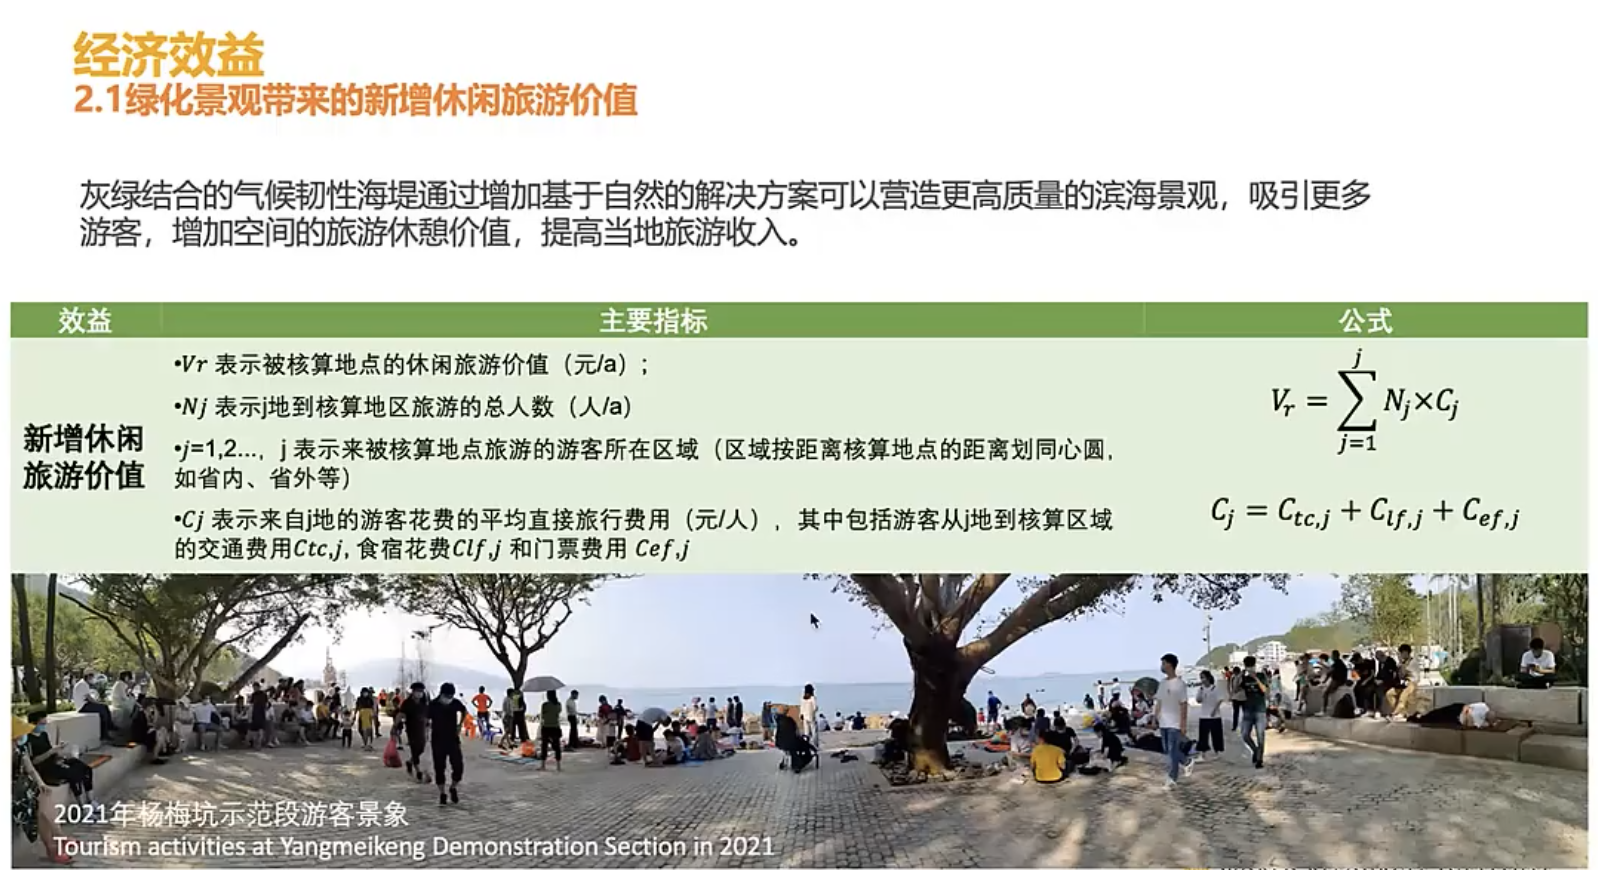 经济效益
2.1绿化景观带来的新增休闲旅游价值
灰绿结合的气候韧性海堤通过增加基于自然的解决方案可以营造更高质量的滨海景观，吸引更多
游客，增加空间的旅游休憩价值，提高当地旅游收入。
效益 主要指标 公式
新增休闲
旅游价值
•Vr 表示被核算地点的休闲旅游价值（元/a）;
•Nj 表示j地到核算地区旅游的总人数（人/a)
•j=1,2...，j 表示来被核算地点旅游的游客所在区域（区域按距离核算地点的距离划同心圆，
如省内、省外等）
•Cj 表示来自j地的游客花费的平均直接旅行费用（元/人），其中包括游客从j地到核算区域
的交通费用Ctc,j, 食宿花费Clf,j 和门票费用 Cef,j
V_r = \sum_{j=1}^{j} N_j×C_j
C_j = C_{tc,j} + C_{lf,j} + C_{ef,j}
2021年杨梅坑示范段游客景象
Tourism activities at Yangmeikeng Demonstration Section in 2021